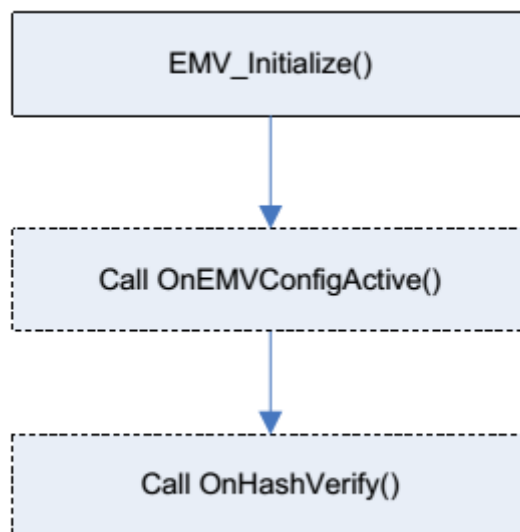 EMV_Initialize()
Call OnEMVConfigActive()
Call OnHashVerify()